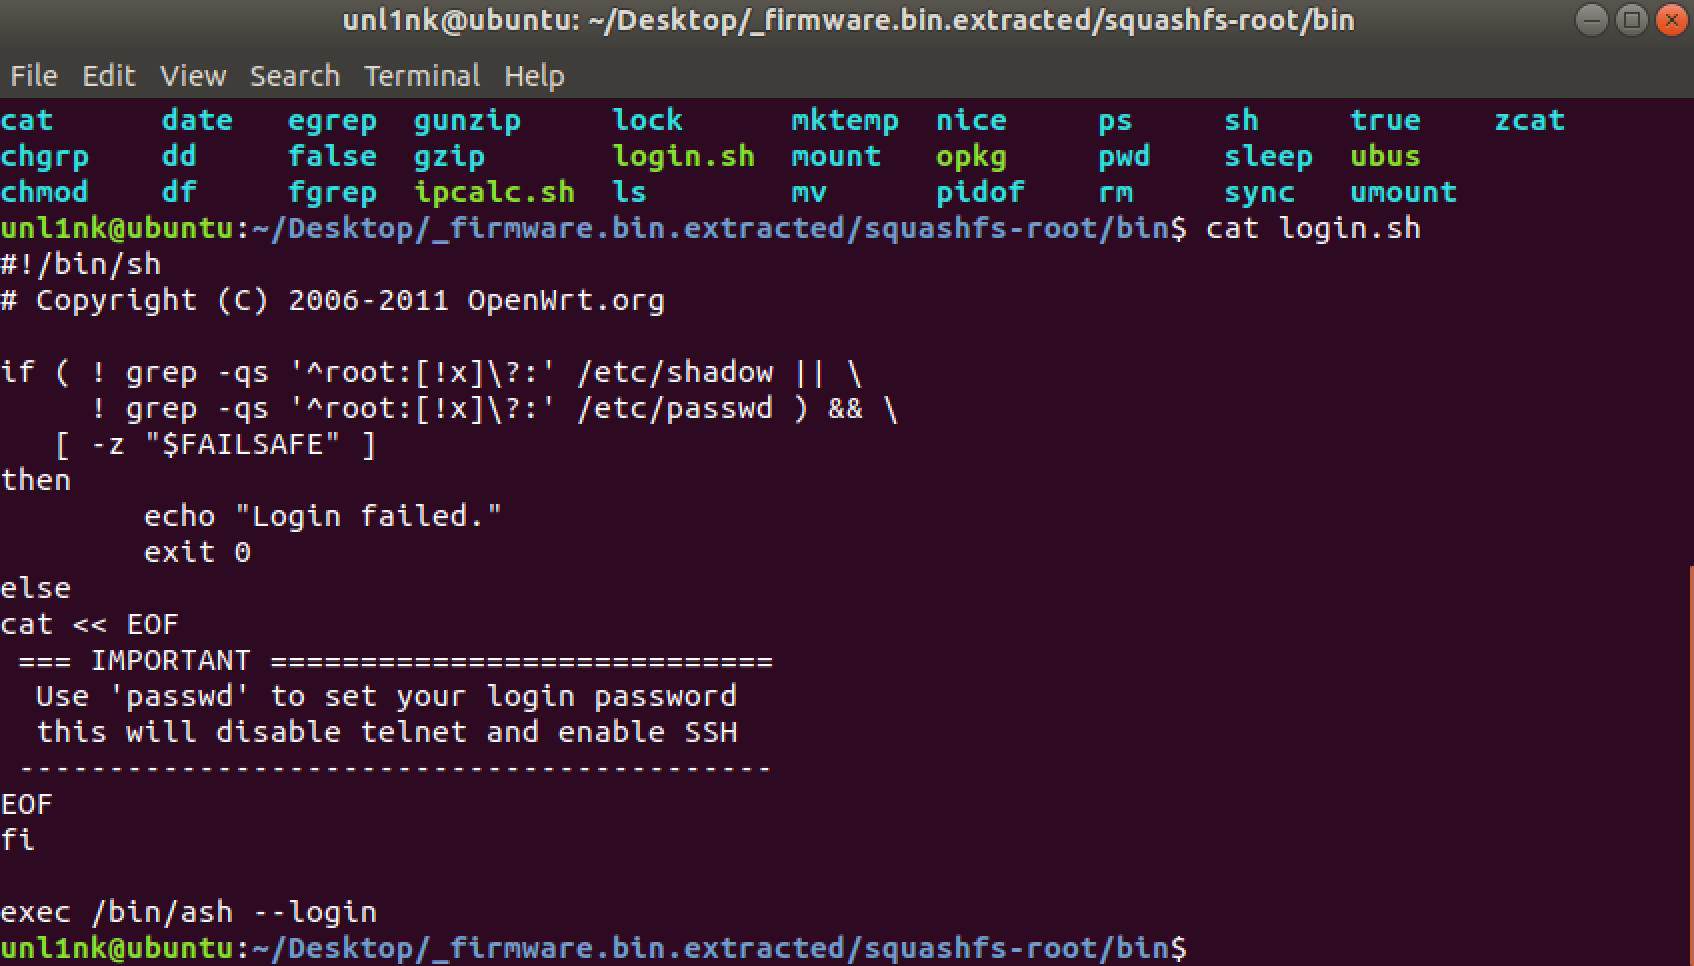 unl1nk@ubuntu: ~/Desktop/_firmware.bin.extracted/squashfs-root/bin
File Edit View Search Terminal Help
cat date egrep gunzip lock mktemp nice ps sh true zcat
chgrp dd false gzip login.sh mount opkg pwd sleep ubus
chmod df fgrep ipcalc.sh ls mv pidof rm sync umount
unl1nk@ubuntu:~/Desktop/_firmware.bin.extracted/squashfs-root/bin$ cat login.sh
#!/bin/sh
# Copyright (C) 2006-2011 OpenWrt.org

if ( ! grep -qs '^root:[!x]\?:' /etc/shadow || \
     ! grep -qs '^root:[!x]\?:' /etc/passwd ) && \
   [ -z "$FAILSAFE" ]
then
        echo "Login failed."
        exit 0
else
cat << EOF
 === IMPORTANT ============================
  Use 'passwd' to set your login password
  this will disable telnet and enable SSH
 ------------------------------------------
EOF
fi

exec /bin/ash --login
unl1nk@ubuntu:~/Desktop/_firmware.bin.extracted/squashfs-root/bin$